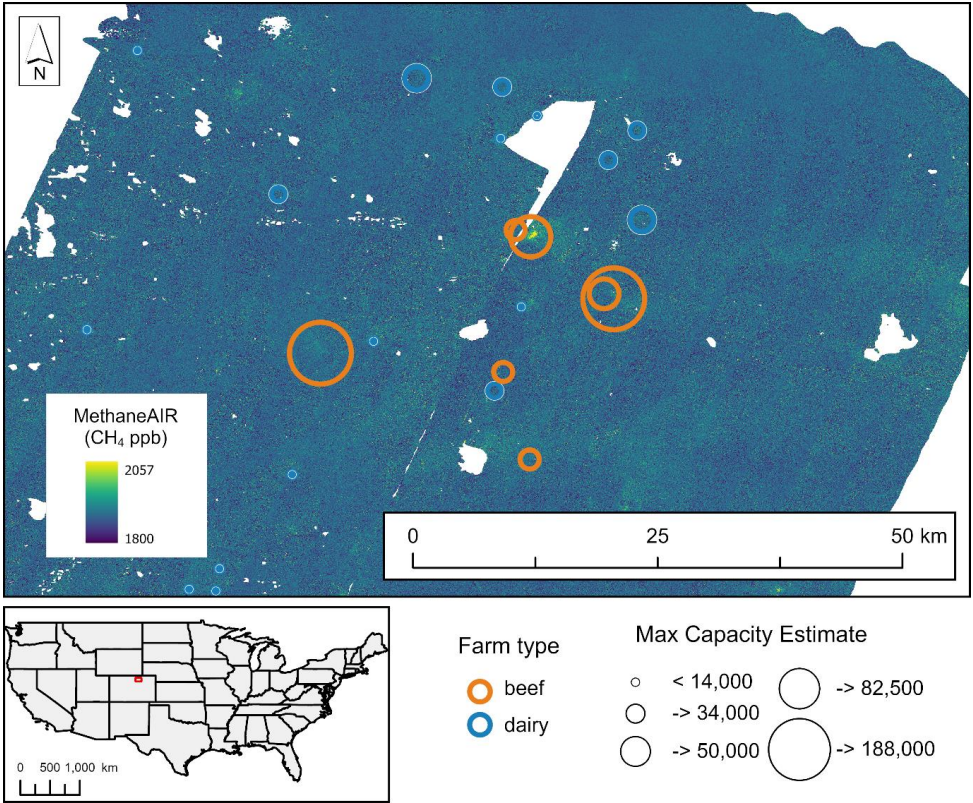 N
MethaneAIR
(CH₄ ppb)
2057
1800
0 25 50 km
0 500 1,000 km
Farm type
beef
dairy
Max Capacity Estimate
< 14,000
-> 34,000
-> 50,000
-> 82,500
-> 188,000